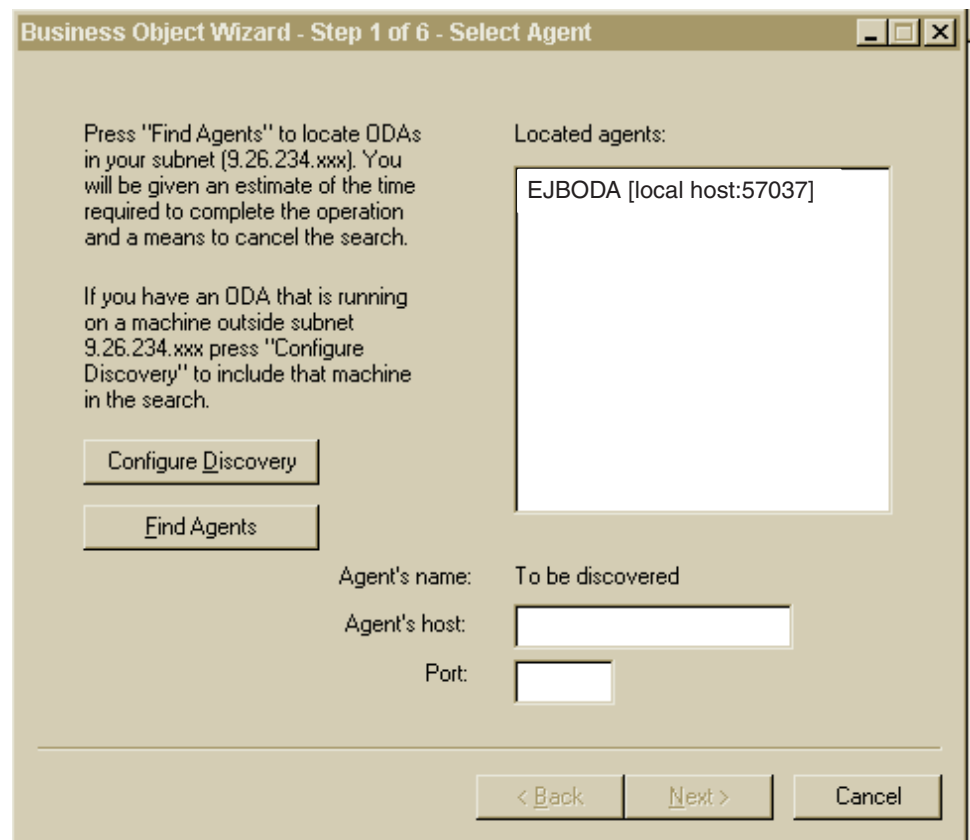 Business Object Wizard - Step 1 of 6 - Select Agent
Press "Find Agents" to locate ODAs
in your subnet (9.26.234.xxx). You
will be given an estimate of the time
required to complete the operation
and a means to cancel the search.
If you have an ODA that is running
on a machine outside subnet
9.26.234.xxx press "Configure
Discovery" to include that machine
in the search.
Configure Discovery
Find Agents
Located agents:
EJBODA [local host:57037]
Agent's name: To be discovered
Agent's host:
Port:
< Back Next > Cancel